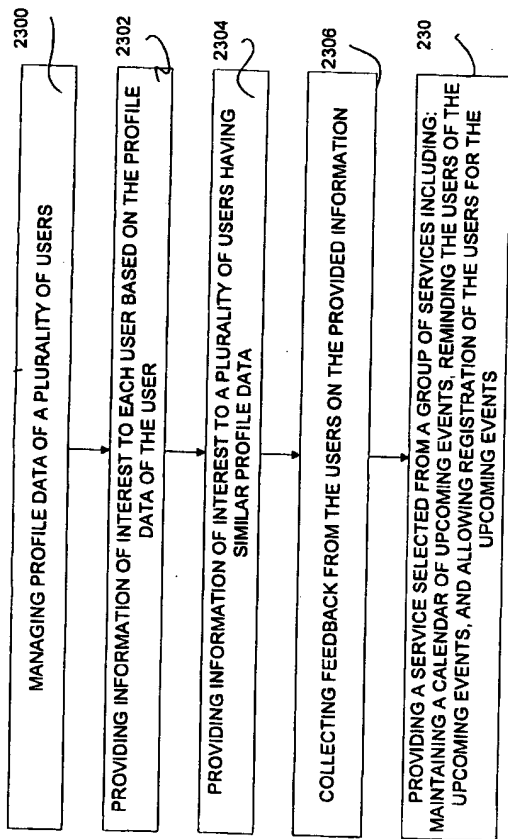 2300
MANAGING PROFILE DATA OF A PLURALITY OF USERS
2302
PROVIDING INFORMATION OF INTEREST TO EACH USER BASED ON THE PROFILE
DATA OF THE USER
2304
PROVIDING INFORMATION OF INTEREST TO A PLURALITY OF USERS HAVING
SIMILAR PROFILE DATA
2306
COLLECTING FEEDBACK FROM THE USERS ON THE PROVIDED INFORMATION
230
PROVIDING A SERVICE SELECTED FROM A GROUP OF SERVICES INCLUDING:
MAINTAINING A CALENDAR OF UPCOMING EVENTS, REMINDING THE USERS OF THE
UPCOMING EVENTS, AND ALLOWING REGISTRATION OF THE USERS FOR THE
UPCOMING EVENTS